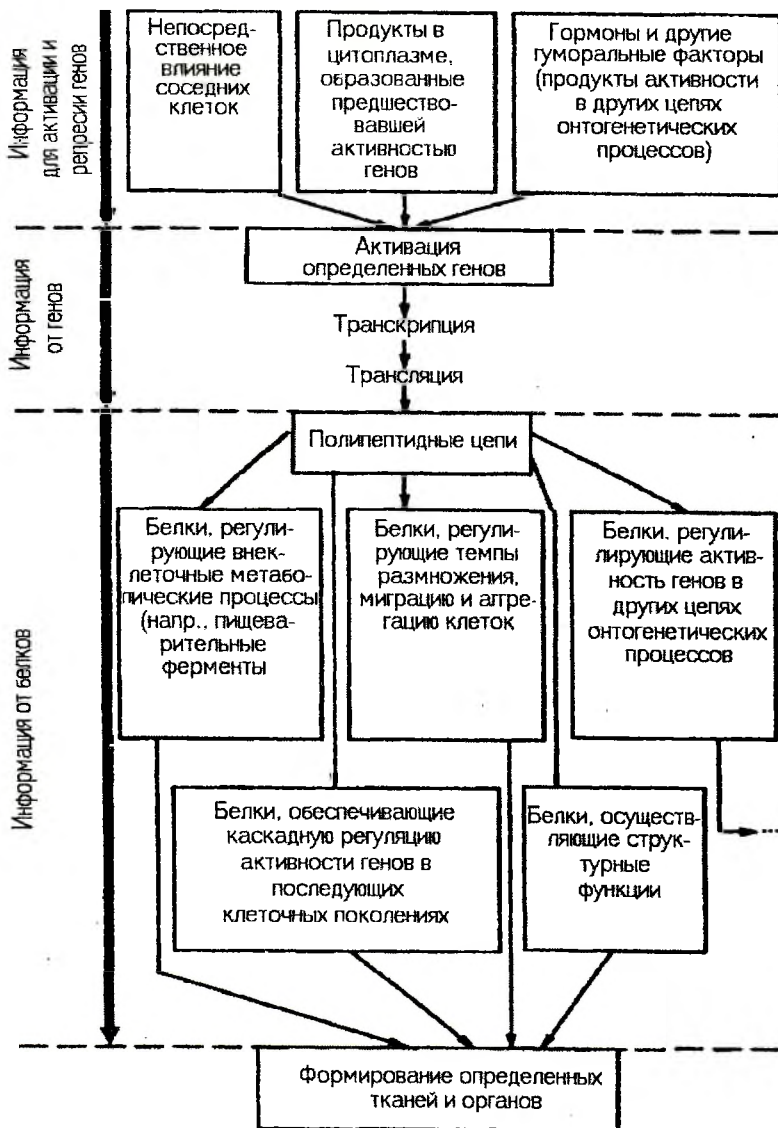 Информация
для активации и
репресии генов
Непосред-
ственное
влияние
соседних
клеток
Продукты в
цитоплазме,
образованные
предшество-
вавшей
активностью
генов
Гормоны и другие
гуморальные факторы
(продукты активности
в других цепях
онтогенетических
процессов)
Информация
от генов
Активация
определенных генов
Транскрипция
Трансляция
Информация от белков
Полипептидные цепи
Белки, регули-
рующие внек-
леточные метабо-
лические процессы
(напр., пищева-
рительные
ферменты
Белки, регули-
рующие темпы
размножения,
миграцию и аггре-
гацию клеток
Белки, регули-
лирующие актив-
ность генов в
других цепях
онтогенетических
процессов
Белки, обеспечивающие
каскадную регуляцию
активности генов в
последующих
клеточных поколениях
Белки, осуществ-
ляющие струк-
турные
функции
Формирование определенных
тканей и органов